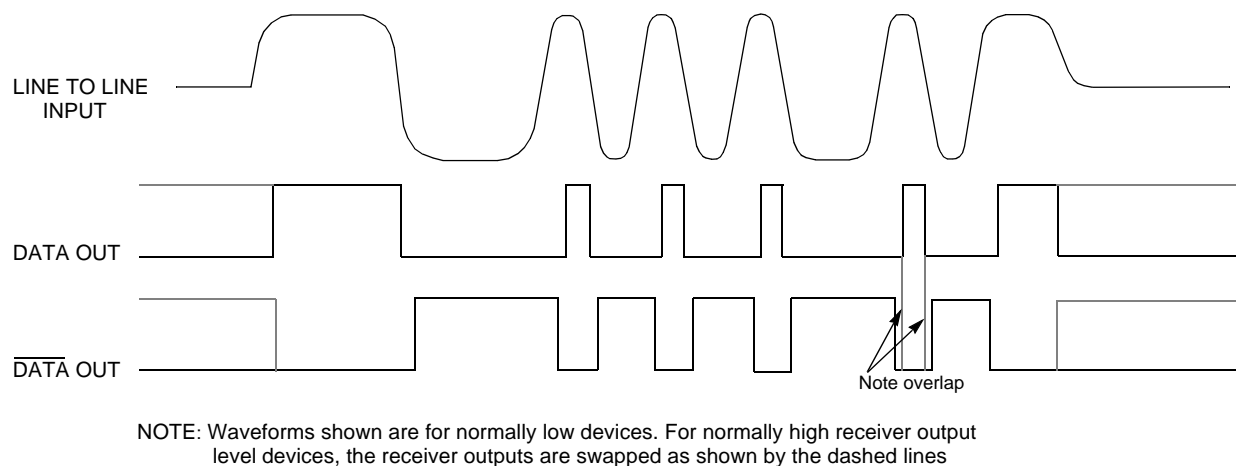 LINE TO LINE
INPUT
DATA OUT
DATA OUT
Note overlap
NOTE: Waveforms shown are for normally low devices. For normally high receiver output
level devices, the receiver outputs are swapped as shown by the dashed lines